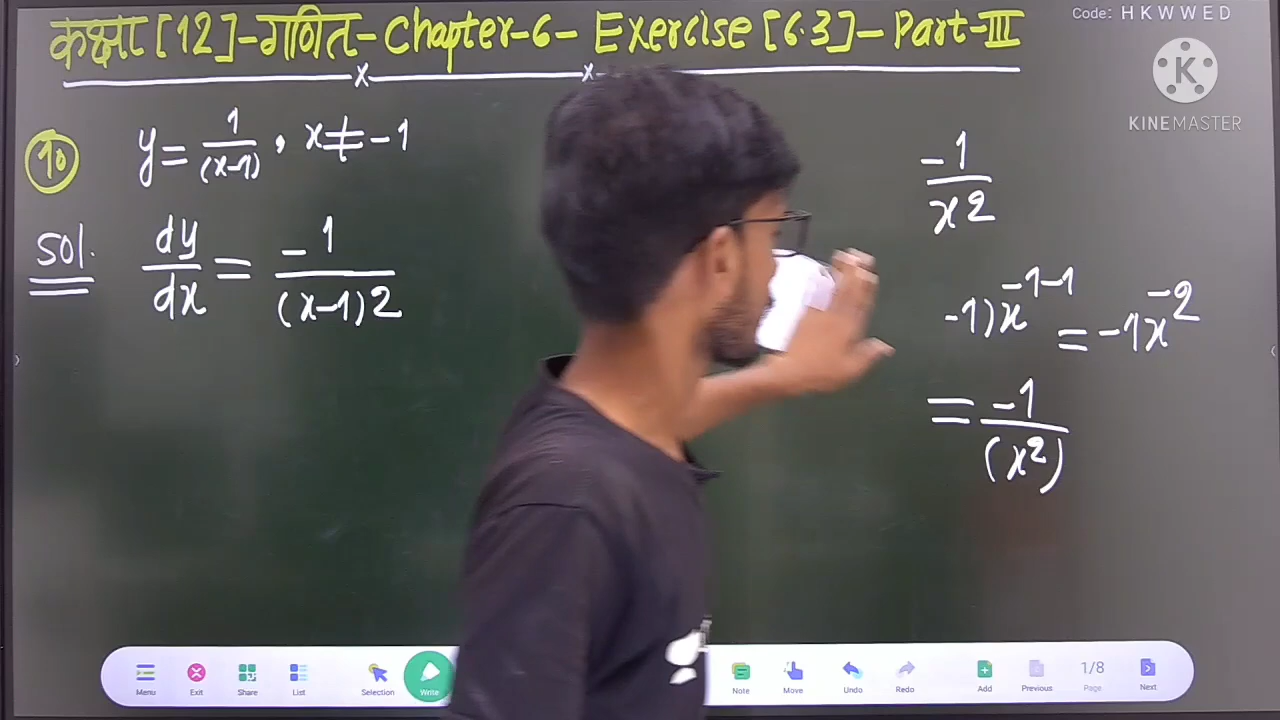 कक्षा [12]-गणित- Chapter-6- Exercise [6.3]- Part-III
Code: HKWWED
KINEMASTER
10 y = 1/(x-1), x ≠ -1
Sol. dy/dx = -1/(x-1)2
-1/x2
-1)x^-1-1 = -1x^-2
= -1/(x2)
Menu Exit Share List Selection Write Note Move Undo Redo Add Previous 1/8 Page Next